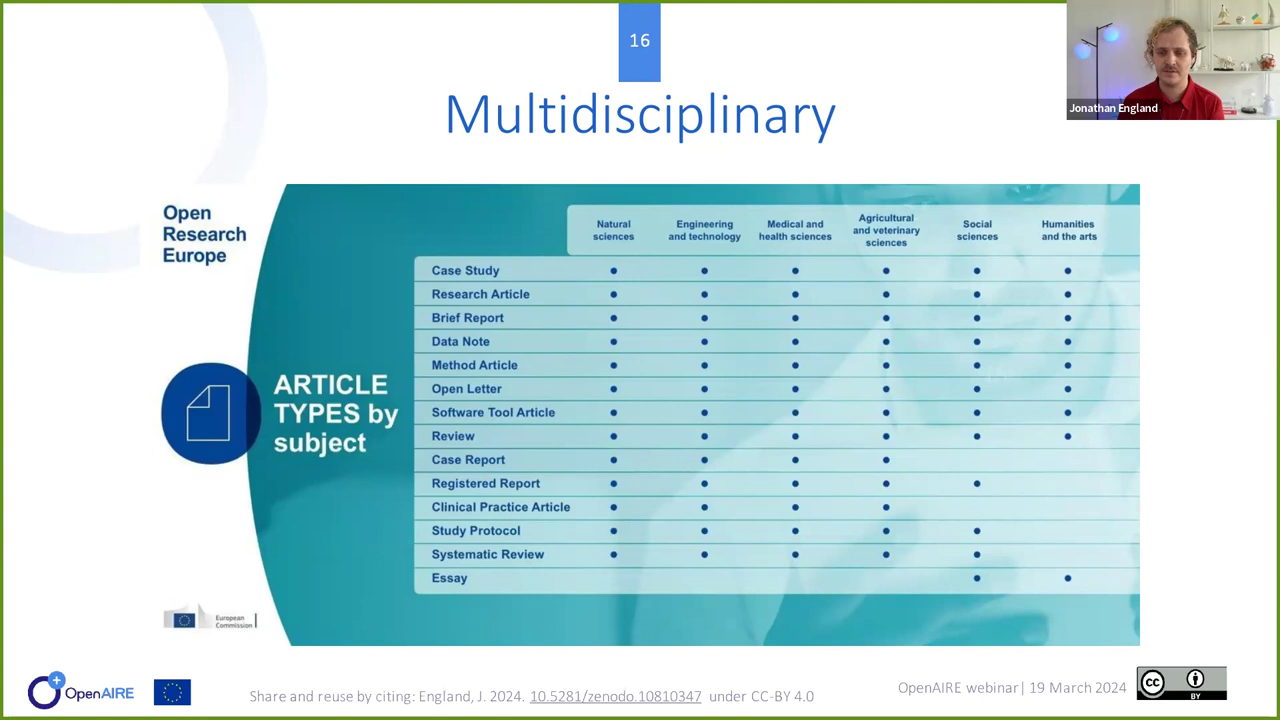 16
Multidisciplinary
Jonathan England
Open
Research
Europe
Natural
sciences
Engineering
and technology
Medical and
health sciences
Agricultural
and veterinary
sciences
Social
sciences
Humanities
and the arts
ARTICLE
TYPES by
subject
Case Study
Research Article
Brief Report
Data Note
Method Article
Open Letter
Software Tool Article
Review
Case Report
Registered Report
Clinical Practice Article
Study Protocol
Systematic Review
Essay
European
Commission
OpenAIRE
Share and reuse by citing: England, J. 2024. 10.5281/zenodo.10810347 under CC-BY 4.0
OpenAIRE webinar| 19 March 2024
CC
BY